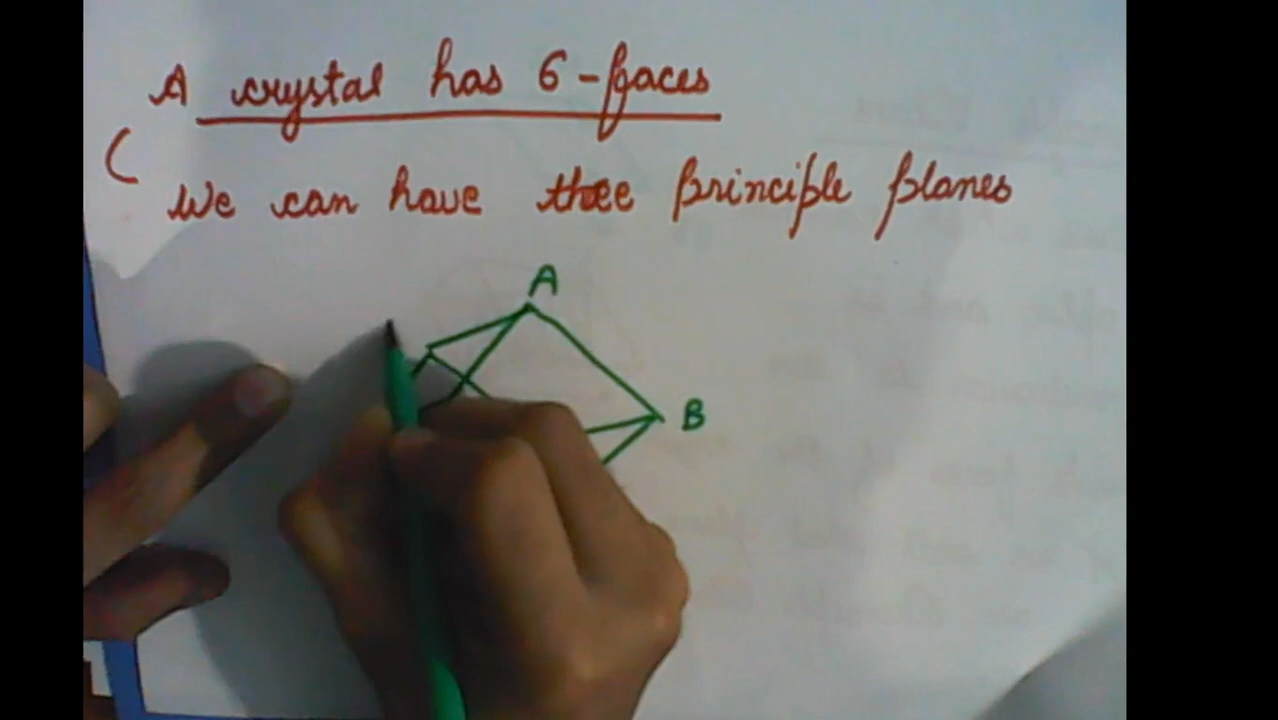 A crystal has 6-faces
( We can have thee principle planes
A
B